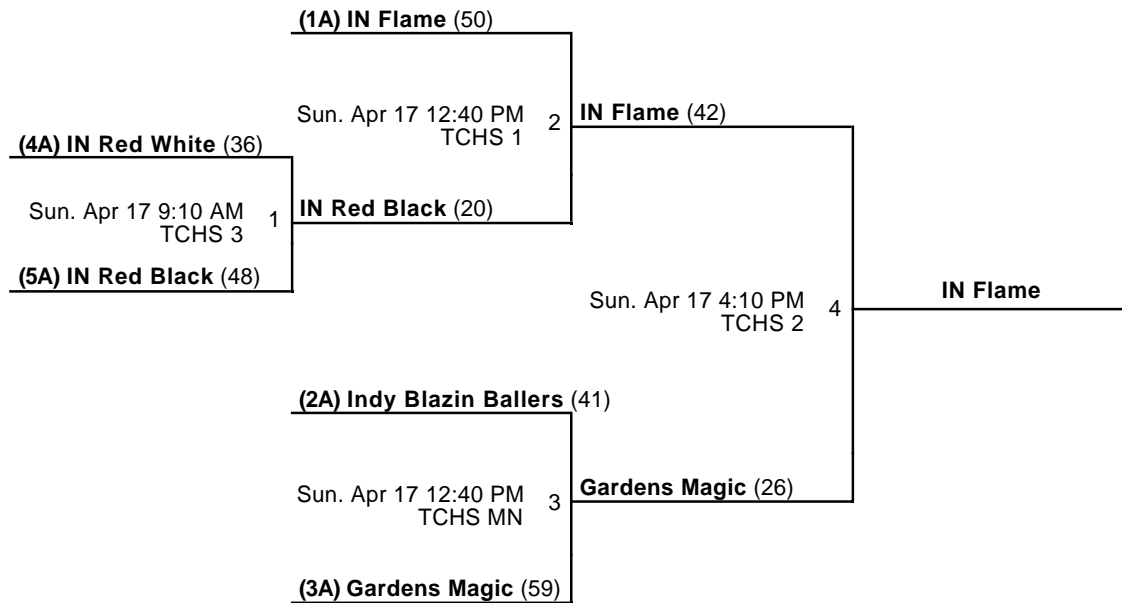 (1A) IN Flame (50)
Sun. Apr 17 12:40 PM
TCHS 1
2
IN Flame (42)
(4A) IN Red White (36)
Sun. Apr 17 9:10 AM
TCHS 3
1
IN Red Black (20)
(5A) IN Red Black (48)
Sun. Apr 17 4:10 PM
TCHS 2
4
IN Flame
(2A) Indy Blazin Ballers (41)
Sun. Apr 17 12:40 PM
TCHS MN
3
Gardens Magic (26)
(3A) Gardens Magic (59)